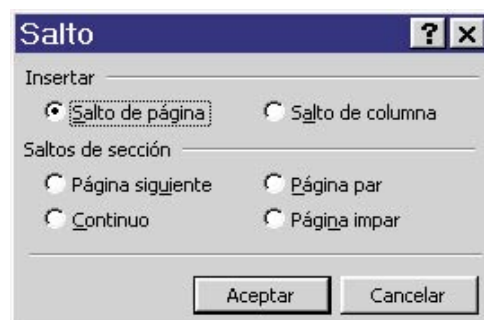 Salto
Insertar
Salto de página Salto de columna
Saltos de sección
Página siguiente Página par
Continuo Página impar
Aceptar Cancelar